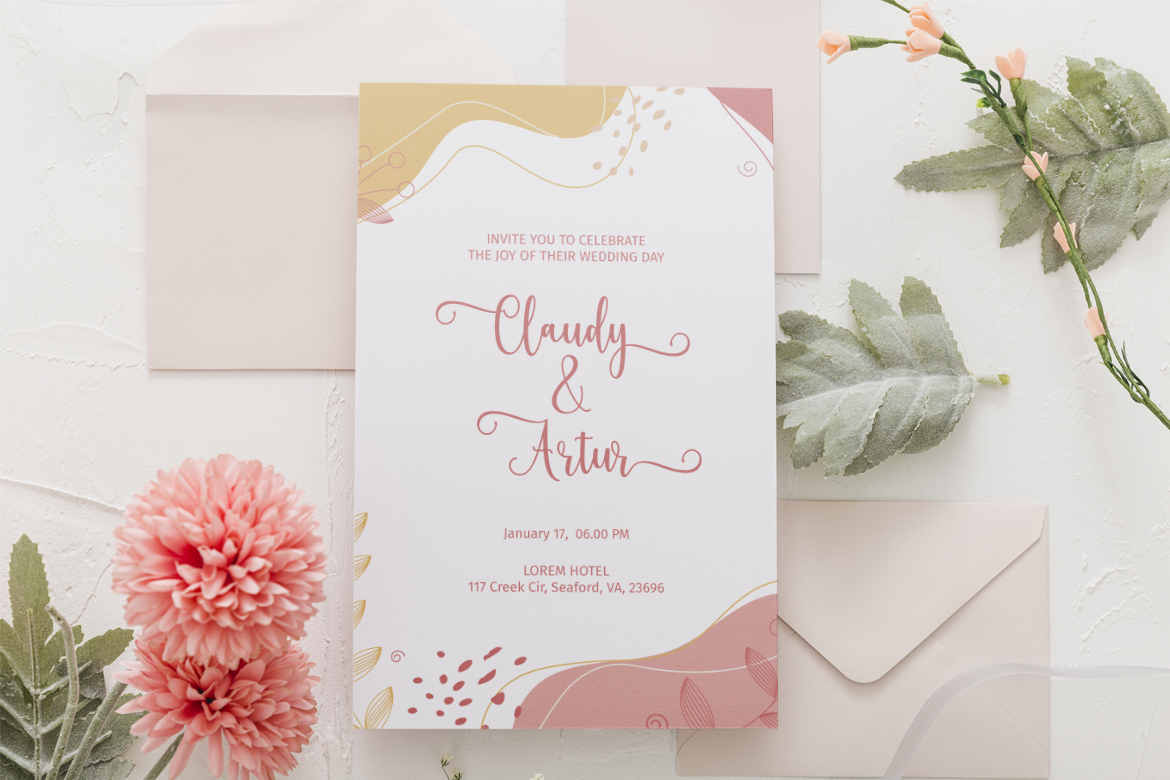 INVITE YOU TO CELEBRATE
THE JOY OF THEIR WEDDING DAY
Claudy
&
Artur
January 17, 06.00 PM
LOREM HOTEL
117 Creek Cir, Seaford, VA, 23696